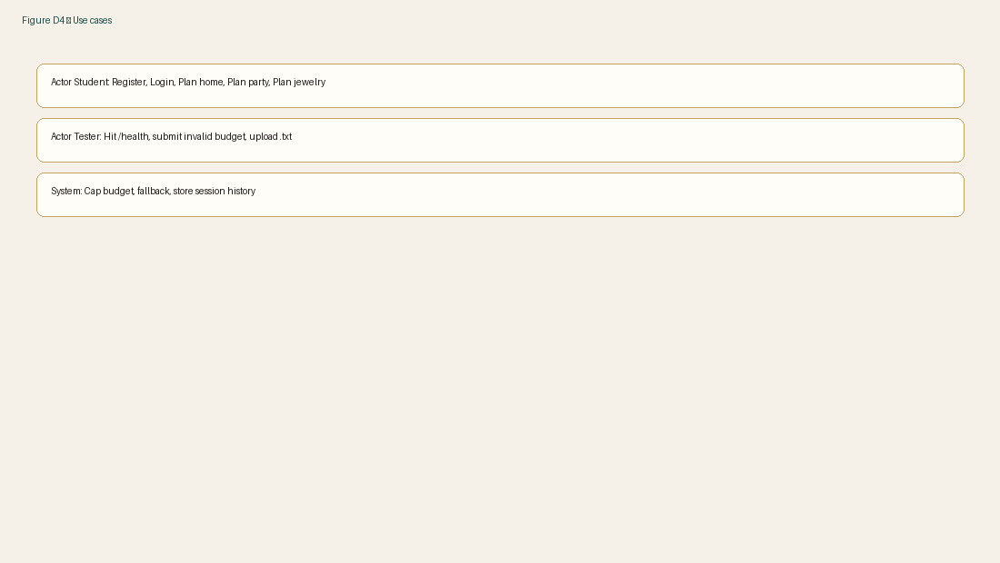 Figure D4 Use cases
Actor Student: Register, Login, Plan home, Plan party, Plan jewelry
Actor Tester: Hit /health, submit invalid budget, upload .txt
System: Cap budget, fallback, store session history